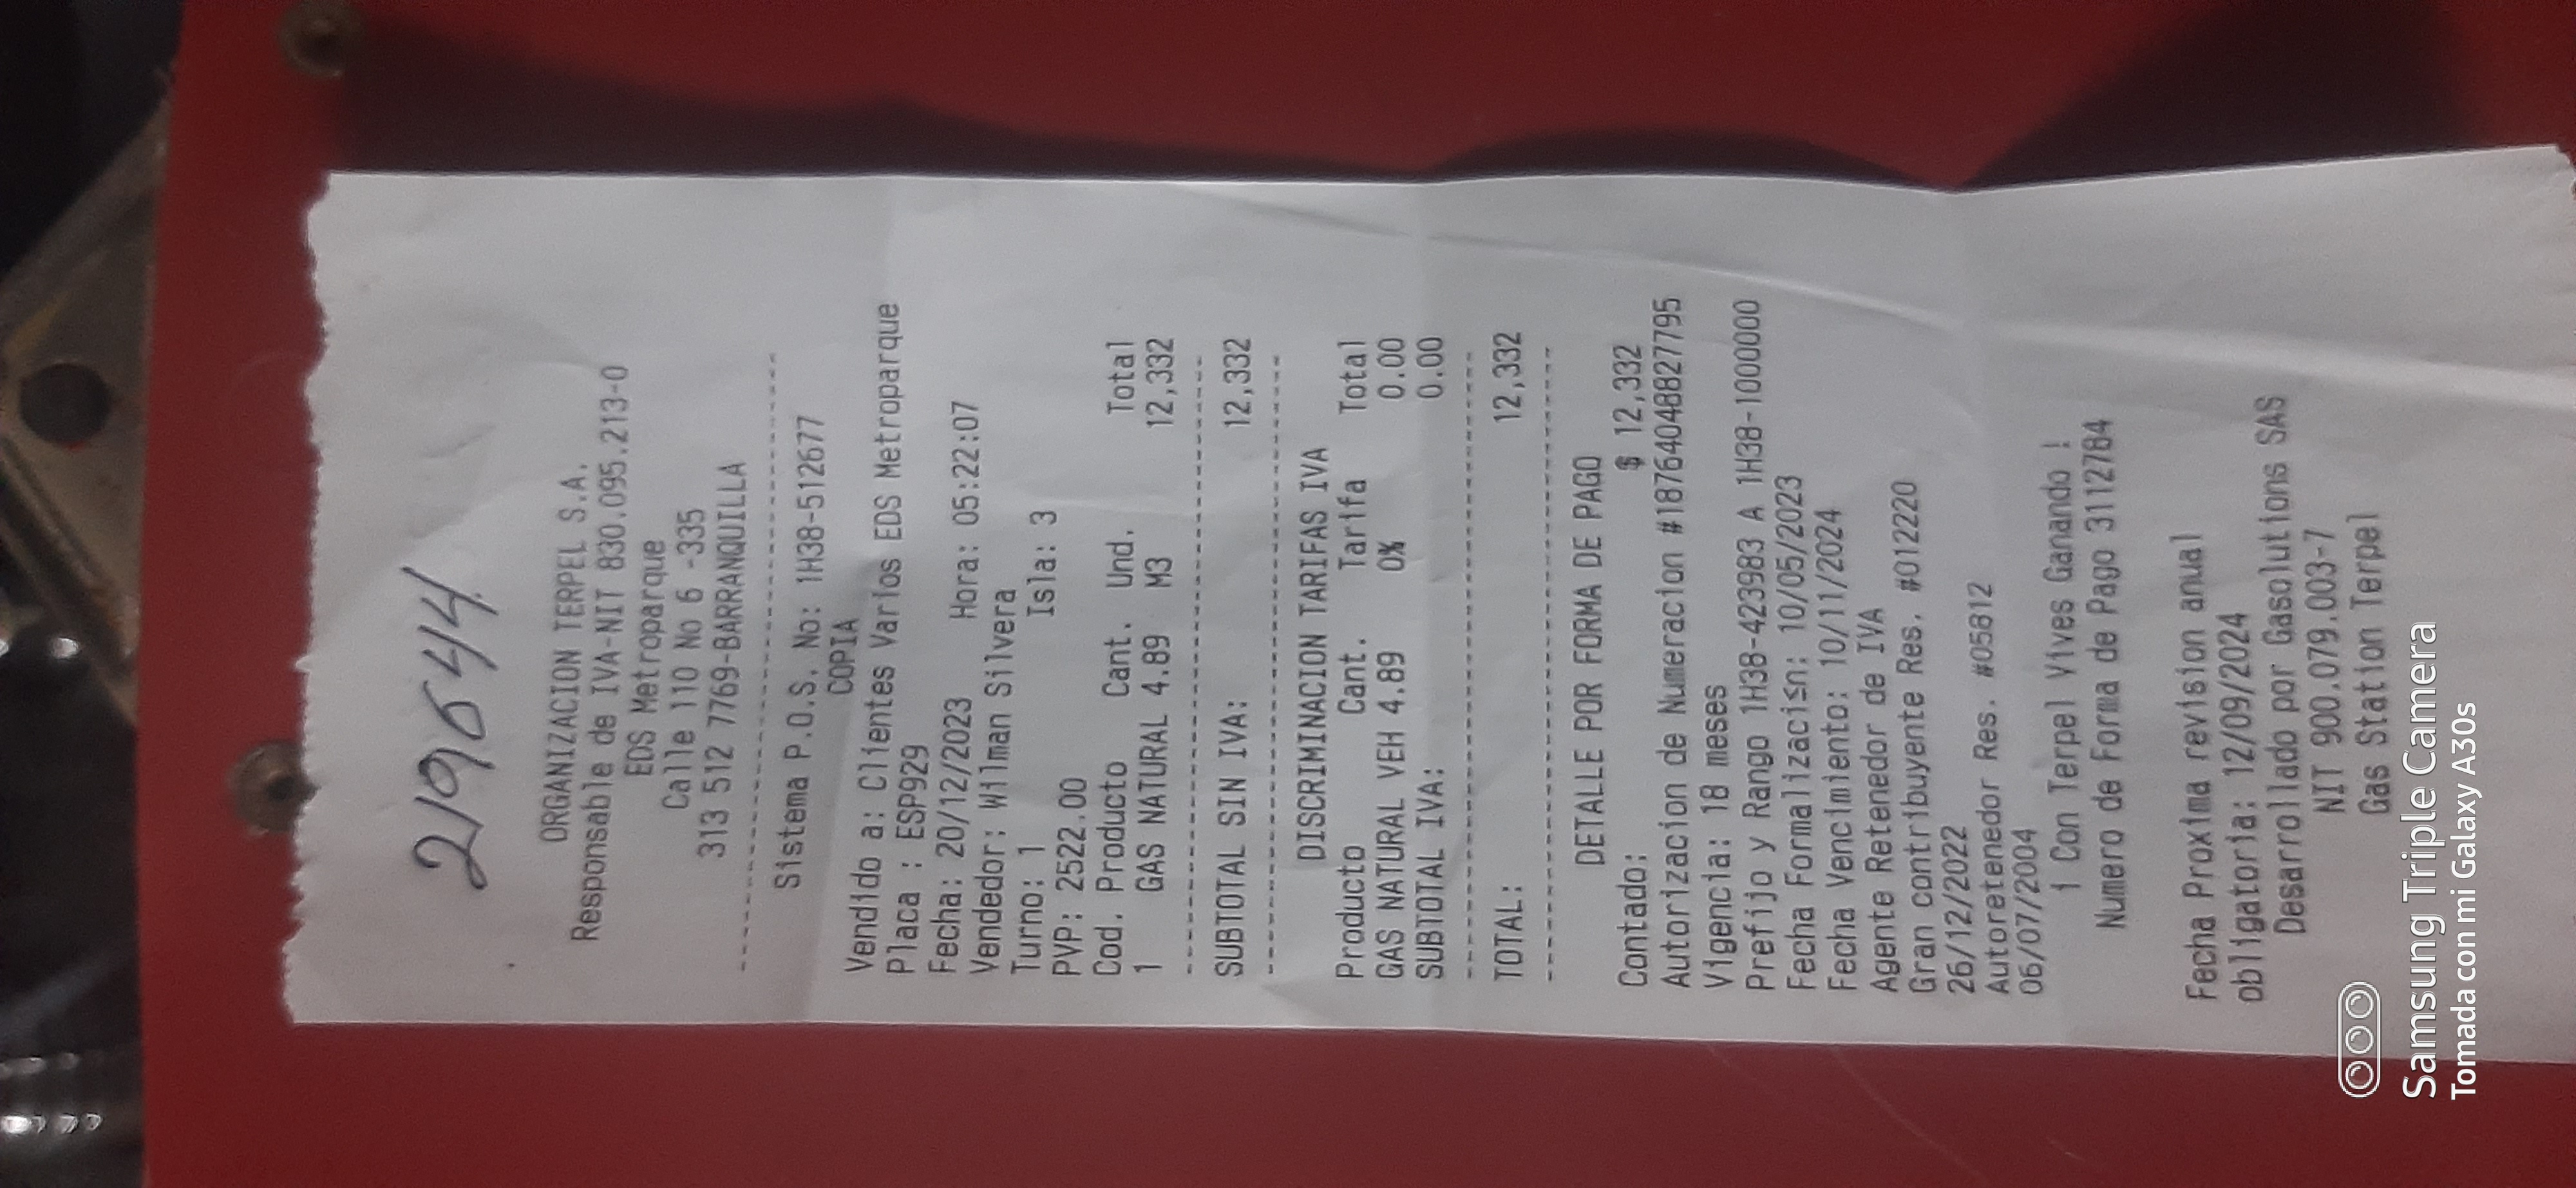 219644
ORGANIZACION TERPEL S.A.
Responsable de IVA-NIT 830.095.213-0
EDS Metroparque
Calle 110 No 6 -335
313 512 7769-BARRANQUILLA
Sistema P.O.S. No: 1H38-512677
COPIA
Vendido a: Clientes Varios EDS Metroparque
Placa : ESP929
Fecha: 20/12/2023 Hora: 05:22:07
Vendedor: Wilman Silvera
Turno: 1 Isla: 3
PVP: 2522.00
Cod. Producto Cant. Und. Total
1 GAS NATURAL 4.89 M3 12,332
SUBTOTAL SIN IVA: 12,332
DISCRIMINACION TARIFAS IVA
Producto Cant. Tarifa Total
GAS NATURAL VEH 4.89 0% 0.00
SUBTOTAL IVA: 0.00
TOTAL: 12,332
DETALLE POR FORMA DE PAGO
Contado: $ 12,332
Autorizacion de Numeracion #18764048827795
Vigencia: 18 meses
Prefijo y Rango 1H38-423983 A 1H38-1000000
Fecha Formalizaci≤n: 10/05/2023
Fecha Vencimiento: 10/11/2024
Agente Retenedor de IVA
Gran contribuyente Res. #012220
26/12/2022
Autoretenedor Res. #05812
06/07/2004
¡ Con Terpel Vives Ganando !
Numero de Forma de Pago 3112784
Fecha Proxima revision anual
obligatoria: 12/09/2024
Desarrollado por Gasolutions SAS
NIT 900.079.003-7
Gas Station Terpel
Samsung Triple Camera
Tomada con mi Galaxy A30s